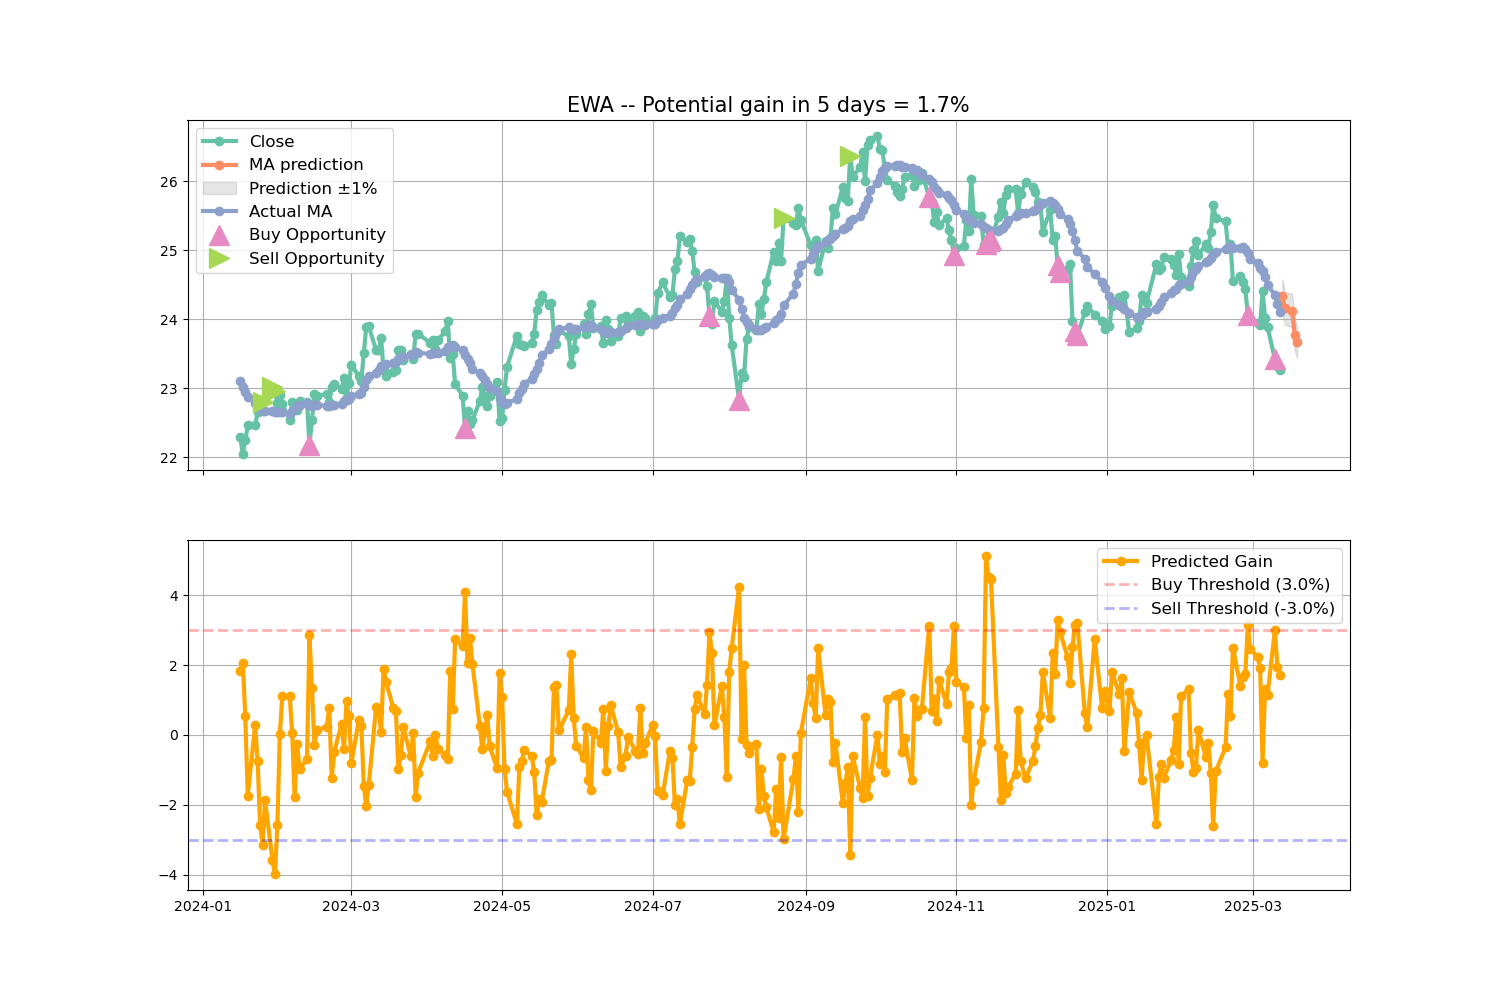 EWA -- Potential gain in 5 days = 1.7%
Close
MA prediction
Prediction ±1%
Actual MA
Buy Opportunity
Sell Opportunity
26
25
24
23
22
Predicted Gain
Buy Threshold (3.0%)
Sell Threshold (-3.0%)
4
2
0
−2
−4
2024-01 2024-03 2024-05 2024-07 2024-09 2024-11 2025-01 2025-03